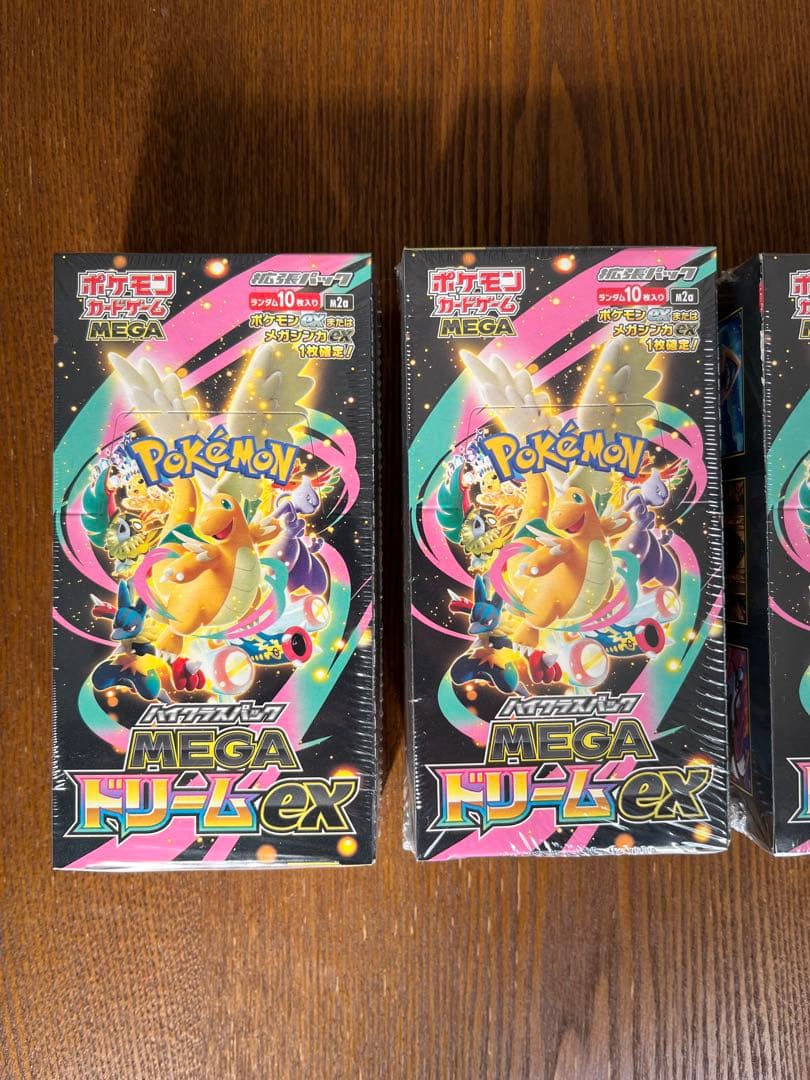 ポケモン
カードゲーム
MEGA
拡張パック
ランダム10枚入り
M2a
ポケモンexまたは
メガシンカex
1枚確定!
POKÉMON
ハイクラスパック
MEGA
ドリームex
ポケモン
カードゲーム
MEGA
拡張パック
ランダム10枚入り
M2a
ポケモンexまたは
メガシンカex
1枚確定!
POKÉMON
ハイクラスパック
MEGA
ドリームex